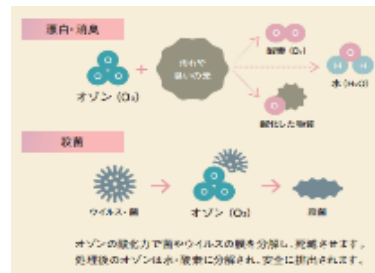 漂白・消臭
酸素 (O₂)
汚れや
臭いの素
オゾン (O₃)
水 (H₂O)
酸化した物質
殺菌
ウイルス・菌
オゾン (O₃)
殺菌
オゾンの酸化力で菌やウイルスの膜を分解し、死滅させます。
処理後のオゾンは水・酸素に分解され、安全に排出されます。